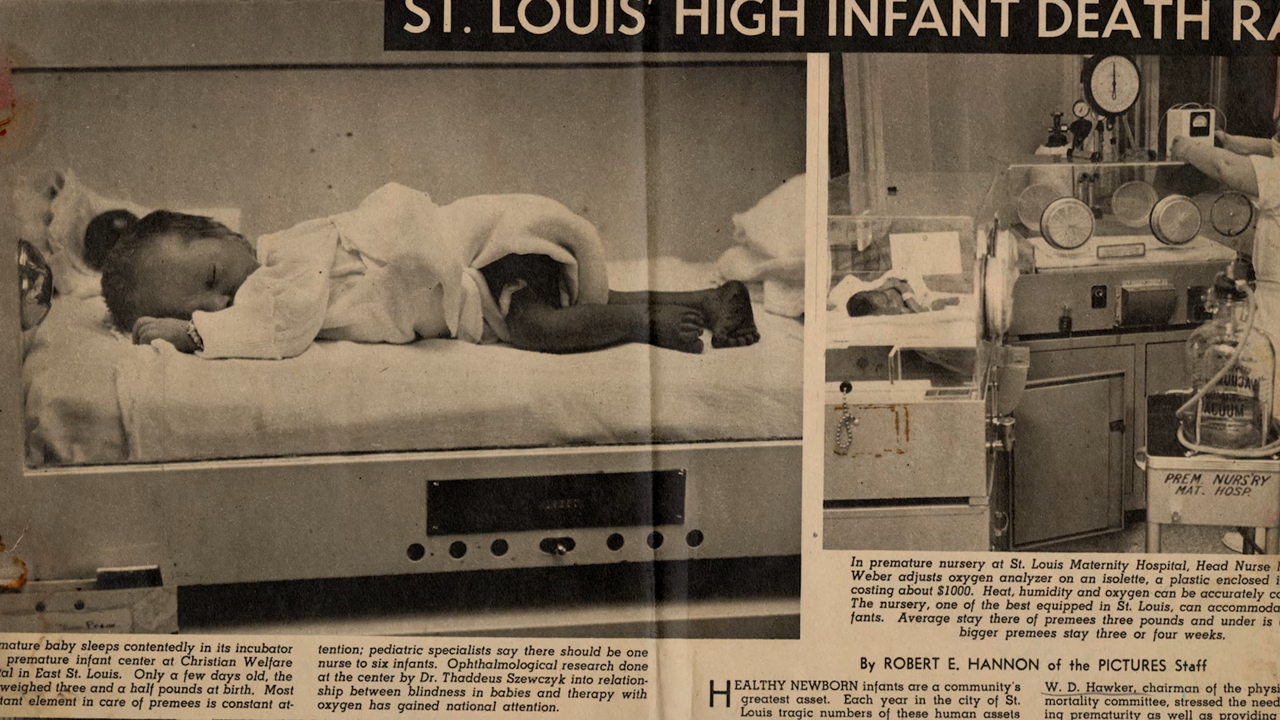 ST. LOUIS' HIGH INFANT DEATH
PREM. NURS'RY
MAT. HOSP.
VACUUM
In premature nursery at St. Louis Maternity Hospital, Head Nurse
Weber adjusts oxygen analyzer on an isolette, a plastic enclosed
costing about $1000. Heat, humidity and oxygen can be accurately
The nursery, one of the best equipped in St. Louis, can
fants. Average stay there of premees three pounds and under is
bigger premees stay three or four weeks.
baby sleeps contentedly in its incubator
premature infant center at Christian Welfare
in East St. Louis. Only a few days old, the
weighed three and a half pounds at birth. Most
element in care of premees is constant at-
tention; pediatric specialists say there should be one
nurse to six infants. Ophthalmological research done
at the center by Dr. Thaddeus Szewczyk into relation-
ship between blindness in babies and therapy with
oxygen has gained national attention.
By ROBERT E. HANNON of the PICTURES Staff
HEALTHY NEWBORN infants are a community's
greatest asset. Each year in the city of St.
Louis tragic numbers of these human assets
W. D. Hawker, chairman of the
mortality committee, stressed the need
ing prematurity as well as providing